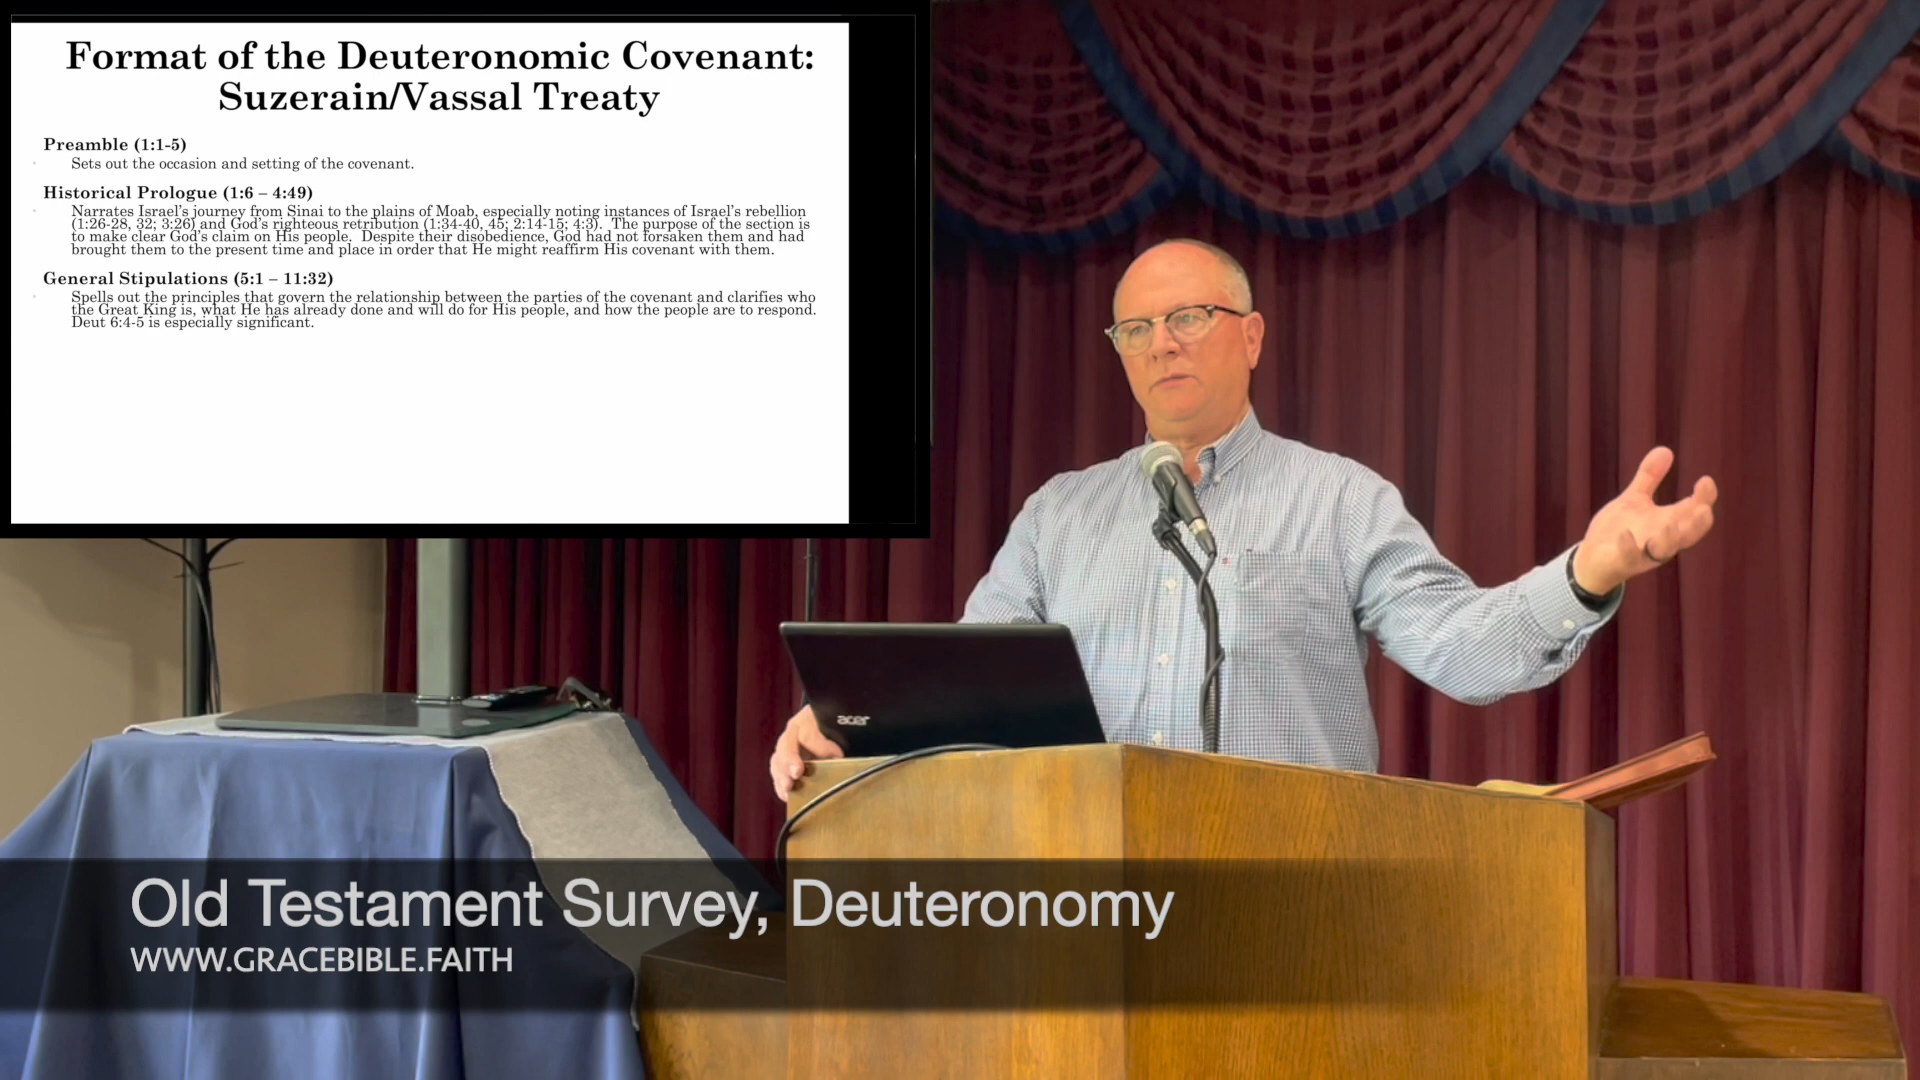 Format of the Deuteronomic Covenant:
Suzerain/Vassal Treaty
Preamble (1:1-5)
Sets out the occasion and setting of the covenant.
Historical Prologue (1:6 – 4:49)
Narrates Israel's journey from Sinai to the plains of Moab, especially noting instances of Israel's rebellion
(1:26-28, 32; 3:26) and God's righteous retribution (1:34-40, 45; 2:14-15; 4:3). The purpose of the section is
to make clear God's claim on His people. Despite their disobedience, God had not forsaken them and had
brought them to the present time and place in order that He might reaffirm His covenant with them.
General Stipulations (5:1 – 11:32)
Spells out the principles that govern the relationship between the parties of the covenant and clarifies who
the Great King is, what He has already done and will do for His people, and how the people are to respond.
Deut 6:4-5 is especially significant.
acer
Old Testament Survey, Deuteronomy
WWW.GRACEBIBLE.FAITH